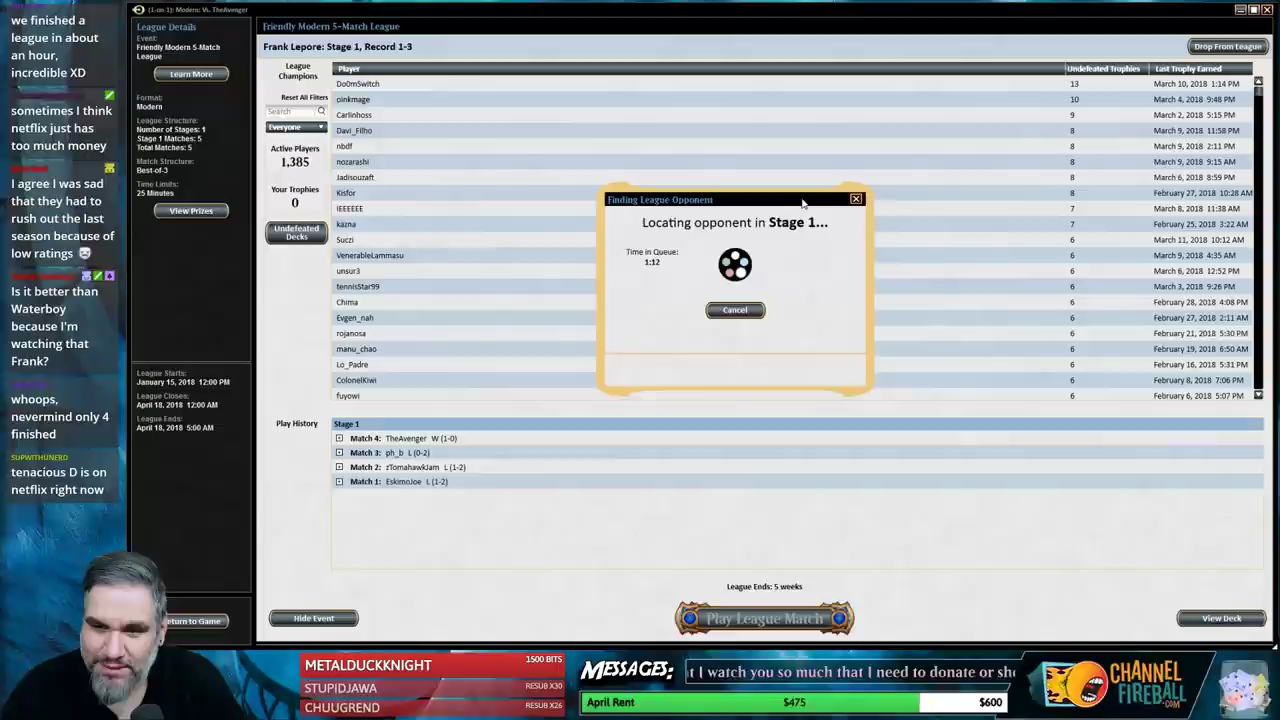 we finished a
league in about
an hour,
incredible XD
sometimes I think
netflix just has
too much money
I agree I was sad
that they had to
rush out the last
season because of
low ratings
Is it better than
Waterboy
because I'm
watching that
Frank?
whoops,
nevermind only 4
finished
SUPWITHUNERD
tenacious D is on
netflix right now
(1-on-1) Modern: Vs. TheAvenger
League Details
Event:
Friendly Modern 5-Match
League
Learn More
Format:
Modern
League Structure:
Number of Stages: 1
Stage 1 Matches: 5
Total Matches: 5
Match Structure:
Best-of-3
Time Limits:
25 Minutes
View Prizes
League Starts:
January 15, 2018 12:00 PM
League Closes:
April 18, 2018 12:00 AM
League Ends:
April 18, 2018 5:00 AM
eturn to Game
Friendly Modern 5-Match League
Frank Lepore: Stage 1, Record 1-3
Drop From League
League
Champions
Reset All Filters
Search
Everyone
Active Players
1,385
Your Trophies
0
Undefeated
Decks
Player Undefeated Trophies Last Trophy Earned
Do0mSwitch 13 March 10, 2018 1:14 PM
oinkmage 10 March 4, 2018 9:48 PM
Carlinhoss 9 March 2, 2018 5:15 PM
Davi_Filho 8 March 9, 2018 11:58 PM
nbdf 8 March 9, 2018 2:11 PM
nozarashi 8 March 9, 2018 9:15 AM
Jadisouzaft 8 March 6, 2018 8:59 PM
Kisfor 8 February 27, 2018 10:28 AM
IEEEEEE 7 March 8, 2018 11:38 AM
kazna 7 February 25, 2018 3:22 AM
Suczi 6 March 11, 2018 10:12 AM
VenerableLammasu 6 March 9, 2018 4:35 AM
unsur3 6 March 6, 2018 12:52 PM
tennisStar99 6 March 3, 2018 9:26 PM
Chima 6 February 28, 2018 4:08 PM
Evgen_nah 6 February 27, 2018 2:11 AM
rojanosa 6 February 21, 2018 5:30 PM
manu_chao 6 February 19, 2018 6:50 AM
Lo_Padre 6 February 16, 2018 5:31 PM
ColonelKiwi 6 February 8, 2018 7:06 PM
fuyowi 6 February 6, 2018 5:07 PM
Finding League Opponent
Locating opponent in Stage 1...
Time in Queue:
1:12
Cancel
Play History
Stage 1
Match 4: TheAvenger W (1-0)
Match 3: ph_b L (0-2)
Match 2: zTomahawkJam L (1-2)
Match 1: EskimoJoe L (1-2)
League Ends: 5 weeks
Hide Event
Play League Match
View Deck
METALDUCKKNIGHT 1500 BITS
STUPIDJAWA RESUB X30
CHUUGREND RESUB X26
MESSAGES:
t I watch you so much that I need to donate or sh
April Rent $475 $600
CHANNEL
FIREBALL
.COM